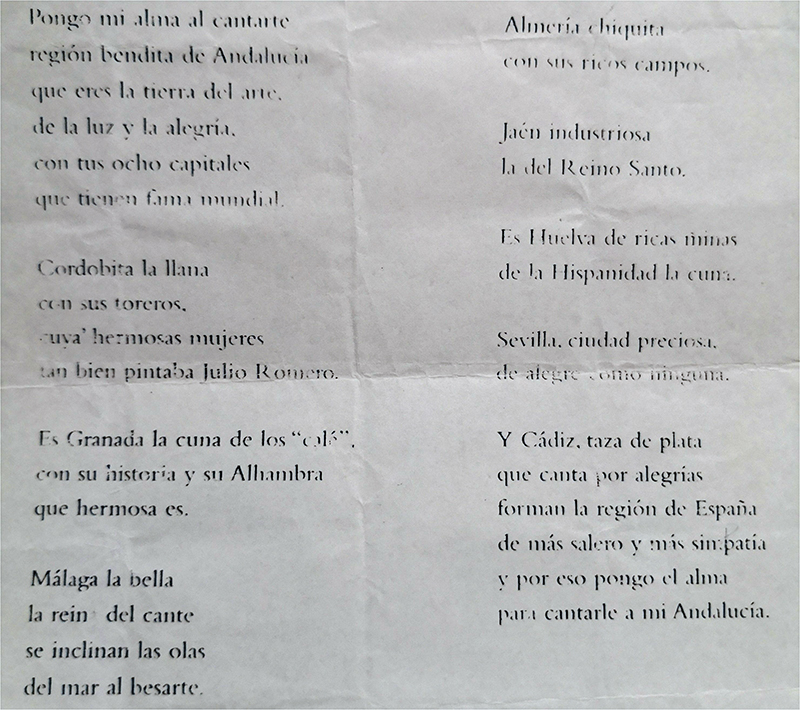 Pongo mi alma al cantarte
región bendita de Andalucía
que eres la tierra del arte,
de la luz y la alegría,
con tus ocho capitales
que tienen fama mundial.
Cordobita la llana
con sus toreros,
cuya' hermosas mujeres
tan bien pintaba Julio Romero.
Es Granada la cuna de los “calé”,
con su historia y su Alhambra
que hermosa es.
Málaga la bella
la reina del cante
se inclinan las olas
del mar al besarte.
Almería chiquita
con sus ricos campos.
Jaén industriosa
la del Reino Santo.
Es Huelva de ricas minas
de la Hispanidad la cuna.
Sevilla, ciudad preciosa,
de alegre como ninguna.
Y Cádiz, taza de plata
que canta por alegrías
forman la región de España
de más salero y más simpatía
y por eso pongo el alma
para cantarle a mi Andalucía.